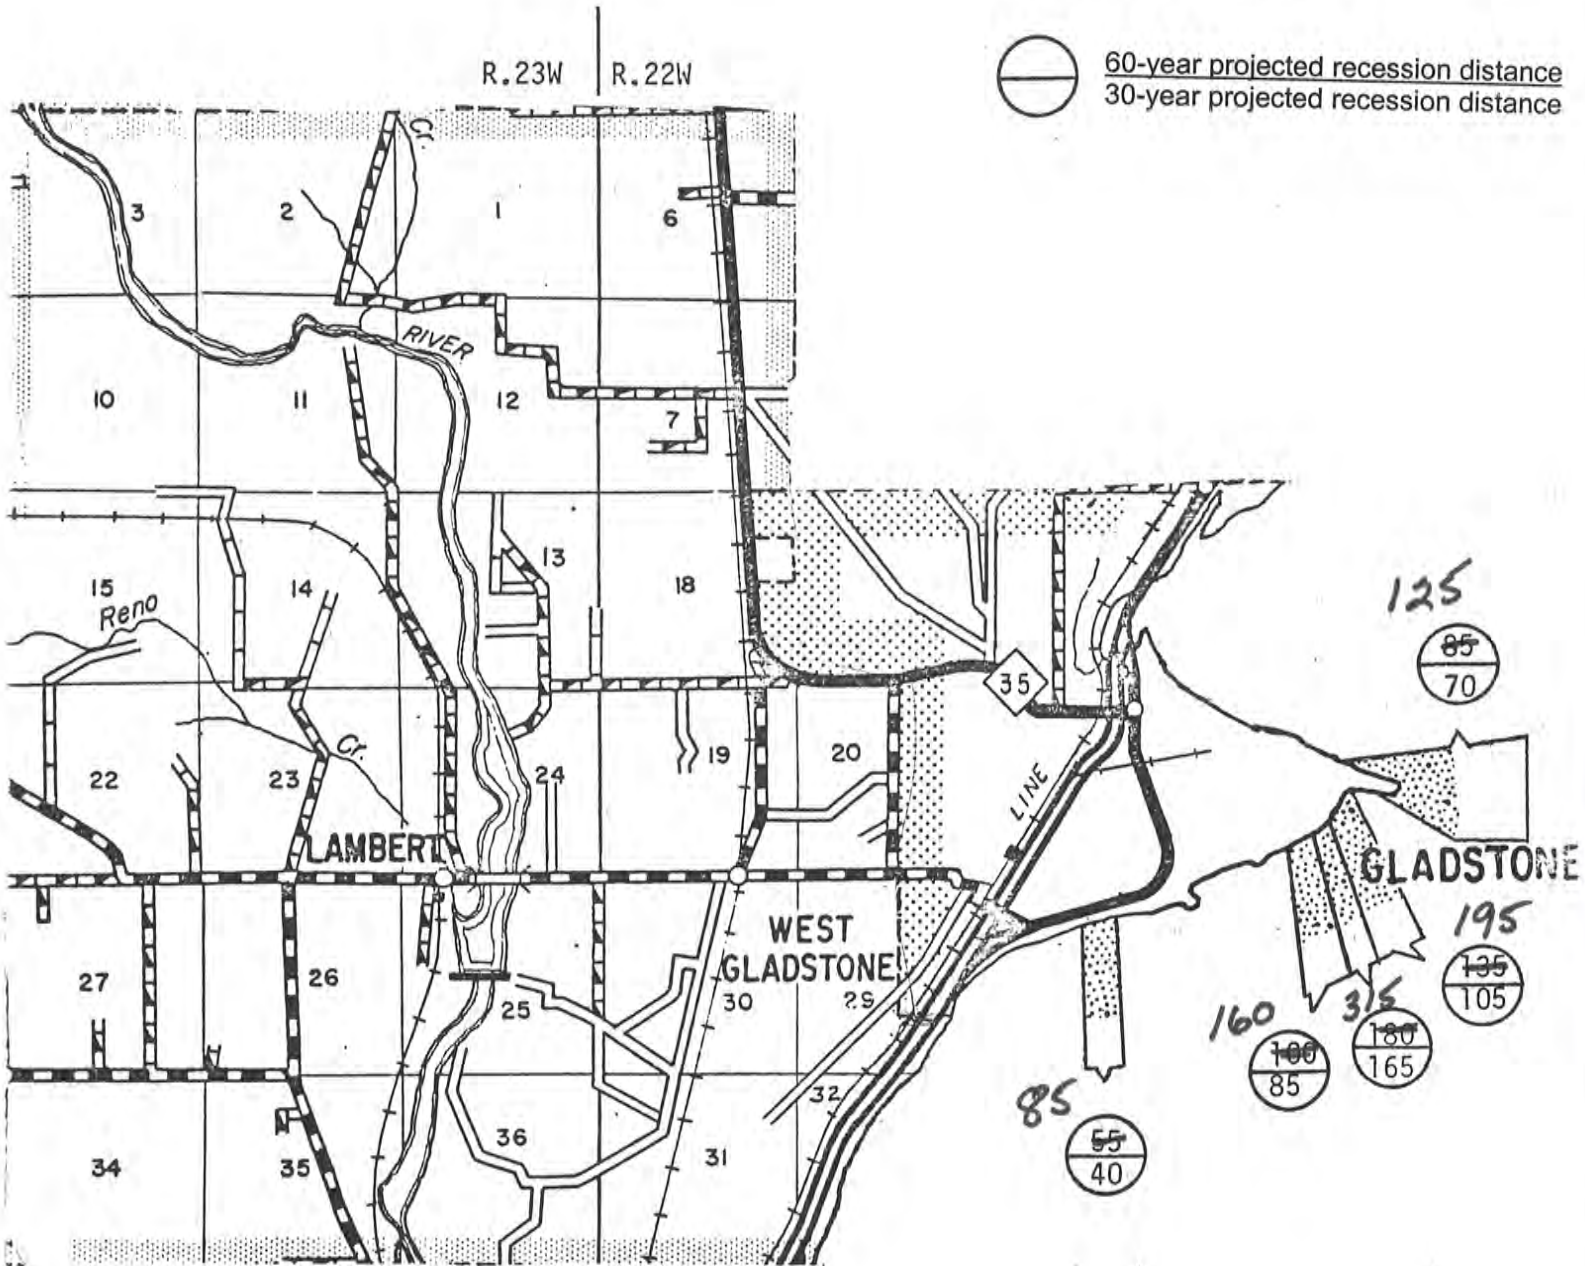 R.23W R.22W
60-year projected recession distance
30-year projected recession distance
Cr.
3 2 1 6
RIVER
10 11 12 7
15 14 13 18
Reno
125
85
70
35
22 23 Cr. 24 19 20
LINE
LAMBERT
GLADSTONE
WEST
GLADSTONE
195
135
105
27 26 25 30 29
160
100
85
315
180
165
32
85
55
40
34 35 36 31